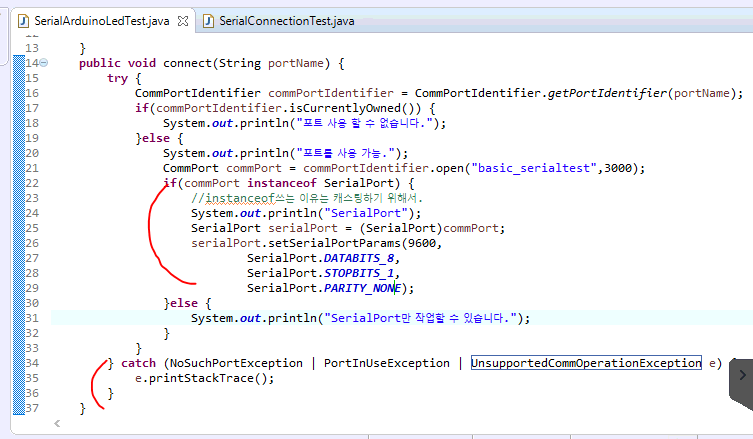 SerialArduinoLedTest.java SerialConnectionTest.java
13 }
14 public void connect(String portName) {
15 try {
16 CommPortIdentifier commPortIdentifier = CommPortIdentifier.getPortIdentifier(portName);
17 if(commPortIdentifier.isCurrentlyOwned()) {
18 System.out.println("포트 사용 할 수 없습니다.");
19 }else {
20 System.out.println("포트를 사용 가능.");
21 CommPort commPort = commPortIdentifier.open("basic_serialtest",3000);
22 if(commPort instanceof SerialPort) {
23 //instanceof쓰는 이유는 캐스팅하기 위해서.
24 System.out.println("SerialPort");
25 SerialPort serialPort = (SerialPort)commPort;
26 serialPort.setSerialPortParams(9600,
27 SerialPort.DATABITS_8,
28 SerialPort.STOPBITS_1,
29 SerialPort.PARITY_NONE);
30 }else {
31 System.out.println("SerialPort만 작업할 수 있습니다.");
32 }
33 }
34 } catch (NoSuchPortException | PortInUseException | UnsupportedCommOperationException e) {
35 e.printStackTrace();
36 }
37 }